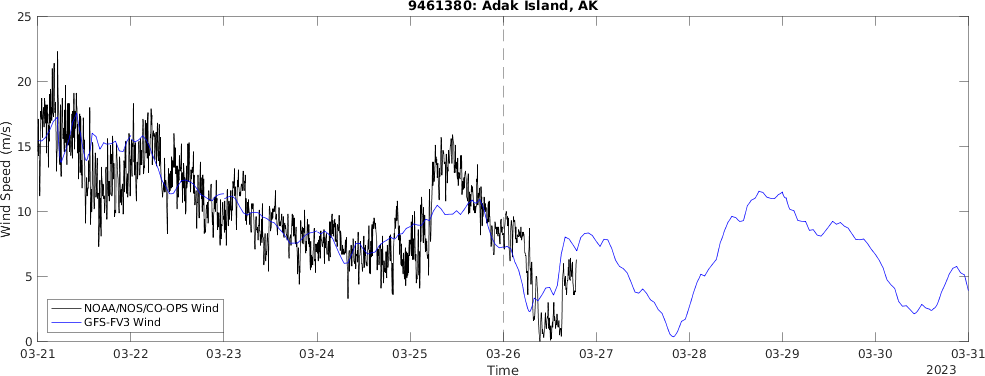 9461380: Adak Island, AK
Wind Speed (m/s)
25
20
15
10
5
0
NOAA/NOS/CO-OPS Wind
GFS-FV3 Wind
03-21 03-22 03-23 03-24 03-25 03-26 03-27 03-28 03-29 03-30 03-31
Time
2023